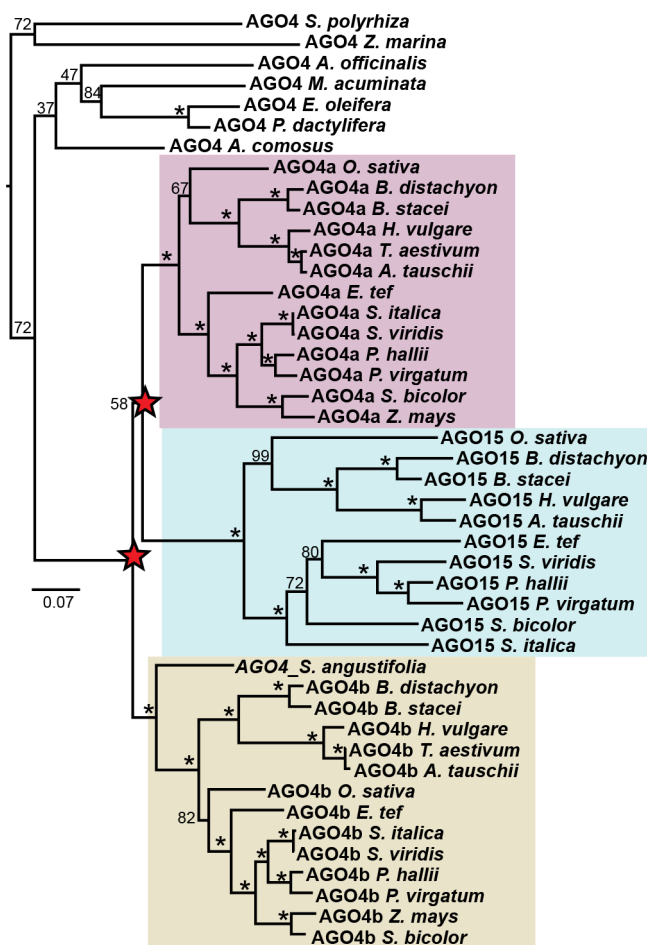 72
AGO4 S. polyrhiza
AGO4 Z. marina
47
AGO4 A. officinalis
84
AGO4 M. acuminata
37
*
AGO4 E. oleifera
AGO4 P. dactylifera
AGO4 A. comosus
AGO4a O. sativa
67
*
AGO4a B. distachyon
*
AGO4a B. stacei
*
AGO4a H. vulgare
*
*
AGO4a T. aestivum
AGO4a A. tauschii
AGO4a E. tef
*
AGO4a S. italica
*
72
*
AGO4a S. viridis
*
AGO4a P. hallii
*
AGO4a P. virgatum
*
AGO4a S. bicolor
58
AGO4a Z. mays
AGO15 O. sativa
99
*
AGO15 B. distachyon
*
AGO15 B. stacei
AGO15 H. vulgare
*
AGO15 A. tauschii
*
AGO15 E. tef
80
AGO15 S. viridis
*
AGO15 P. hallii
72
*
AGO15 P. virgatum
0.07
*
AGO15 S. bicolor
AGO15 S. italica
AGO4_S. angustifolia
*
AGO4b B. distachyon
*
AGO4b B. stacei
*
AGO4b H. vulgare
*
*
AGO4b T. aestivum
*
AGO4b A. tauschii
AGO4b O. sativa
82
AGO4b E. tef
*
AGO4b S. italica
*
*
AGO4b S. viridis
*
AGO4b P. hallii
*
AGO4b P. virgatum
*
AGO4b Z. mays
*
AGO4b S. bicolor